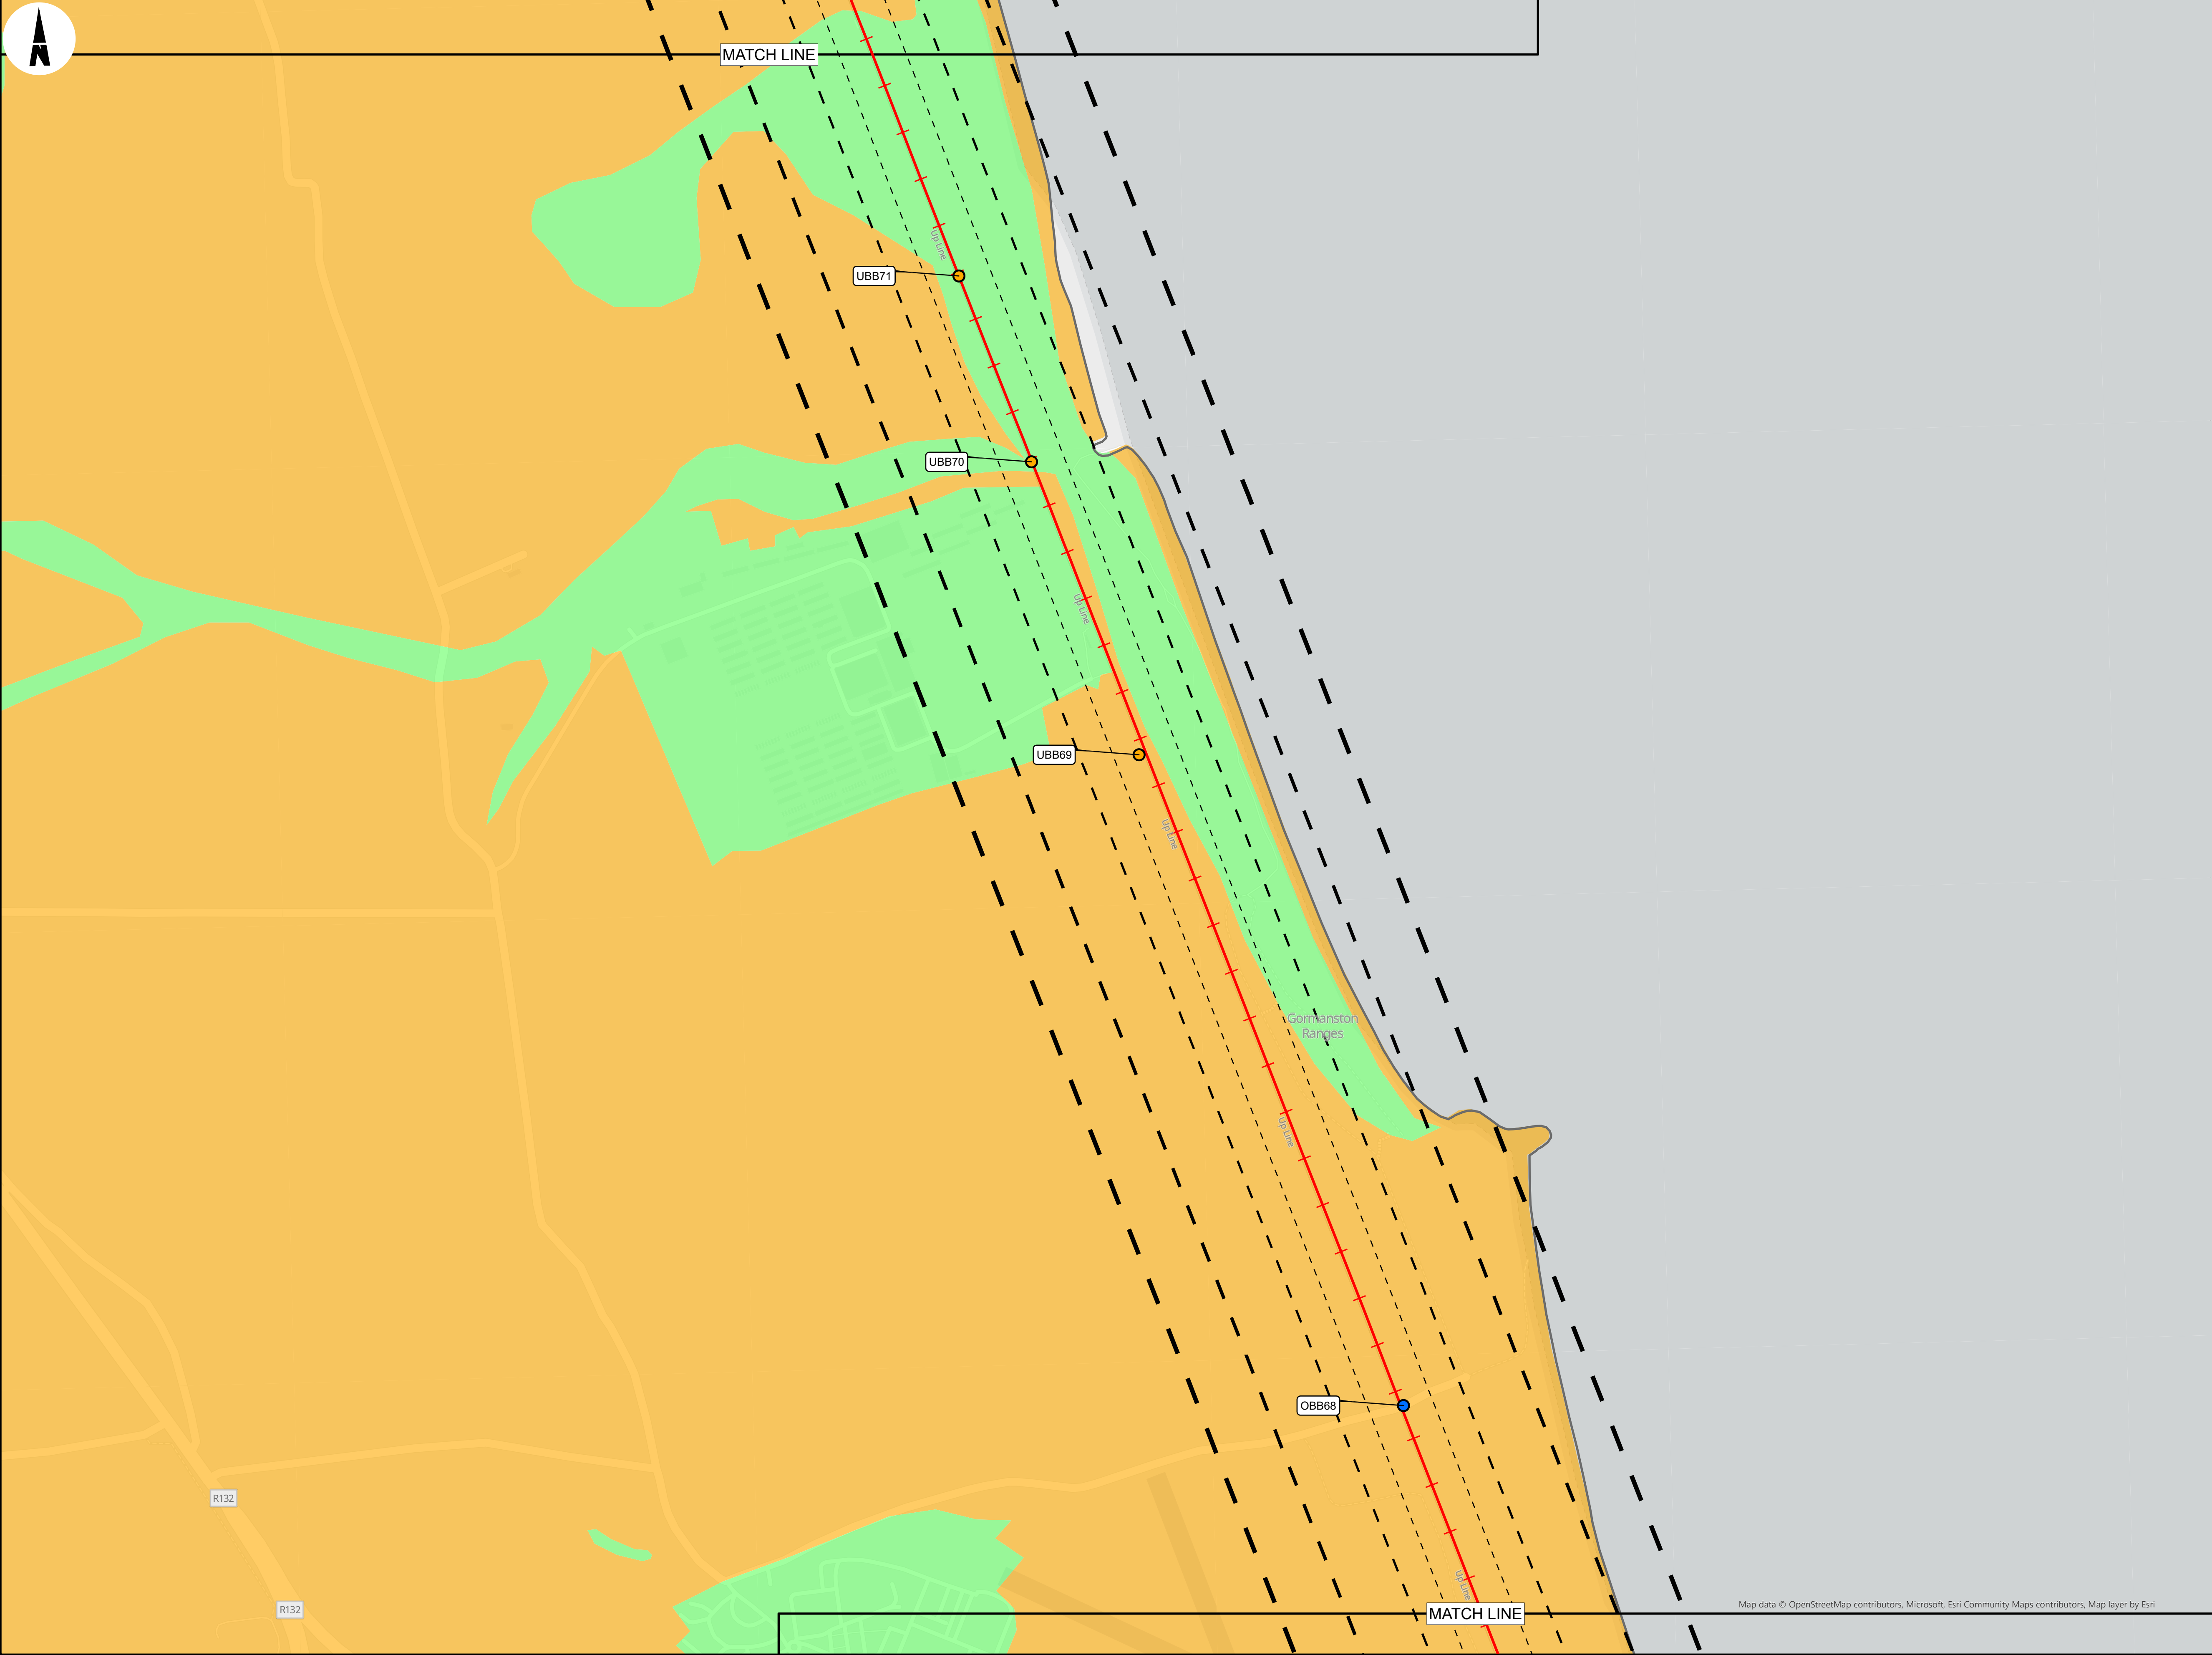 N
MATCH LINE
Up Line
UBB71
UBB70
Up Line
UBB69
Up Line
Gormanston
Ranges
Up Line
OBB68
R132
Up Line
R132
MATCH LINE
Map data © OpenStreetMap contributors, Microsoft, Esri Community Maps contributors, Map layer by Esri